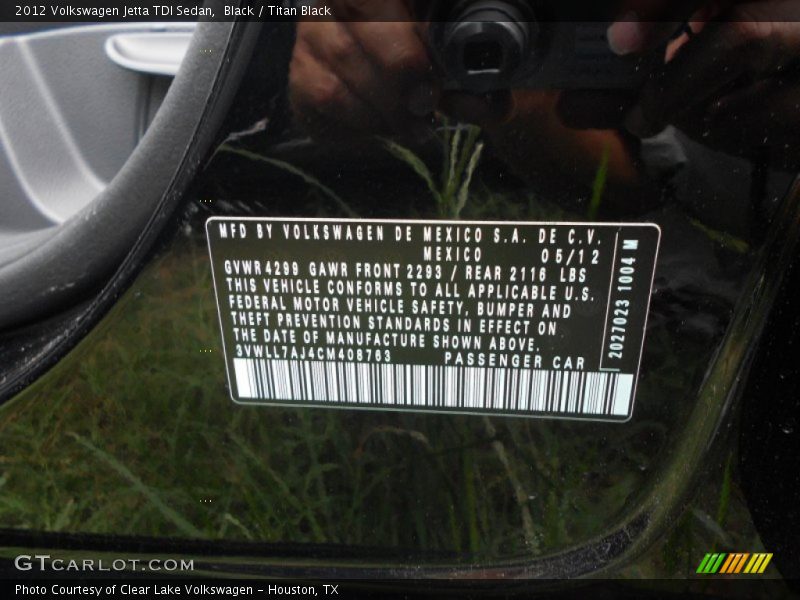 2012 Volkswagen Jetta TDI Sedan,  Black / Titan Black
MFD BY VOLKSWAGEN DE MEXICO S.A. DE C.V.
MEXICO 05/12
GVWR 4299 GAWR FRONT 2293 / REAR 2116 LBS
THIS VEHICLE CONFORMS TO ALL APPLICABLE U.S.
FEDERAL MOTOR VEHICLE SAFETY, BUMPER AND
THEFT PREVENTION STANDARDS IN EFFECT ON
THE DATE OF MANUFACTURE SHOWN ABOVE.
3VWLL7AJ4CM408763 PASSENGER CAR
2027023 1004 M
GTCARLOT.COM
Photo Courtesy of Clear Lake Volkswagen - Houston, TX